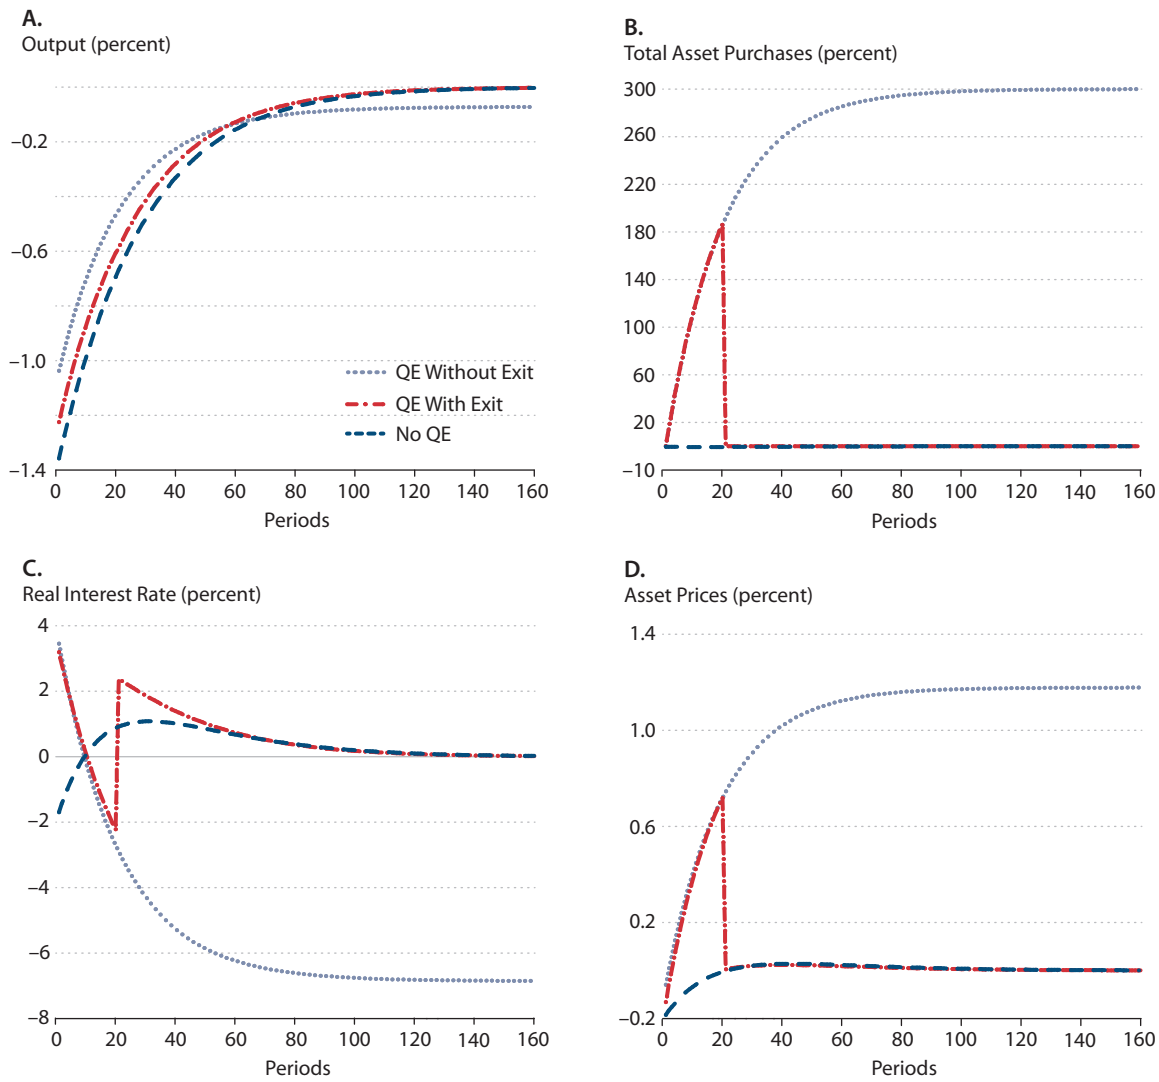 A.
Output (percent)
−0.2
−0.6
−1.0
−1.4
QE Without Exit
QE With Exit
No QE
0 20 40 60 80 100 120 140 160
Periods
B.
Total Asset Purchases (percent)
300
260
220
180
140
100
60
20
−10
0 20 40 60 80 100 120 140 160
Periods
C.
Real Interest Rate (percent)
4
2
0
−2
−4
−6
−8
0 20 40 60 80 100 120 140 160
Periods
D.
Asset Prices (percent)
1.4
1.0
0.6
0.2
−0.2
0 20 40 60 80 100 120 140 160
Periods